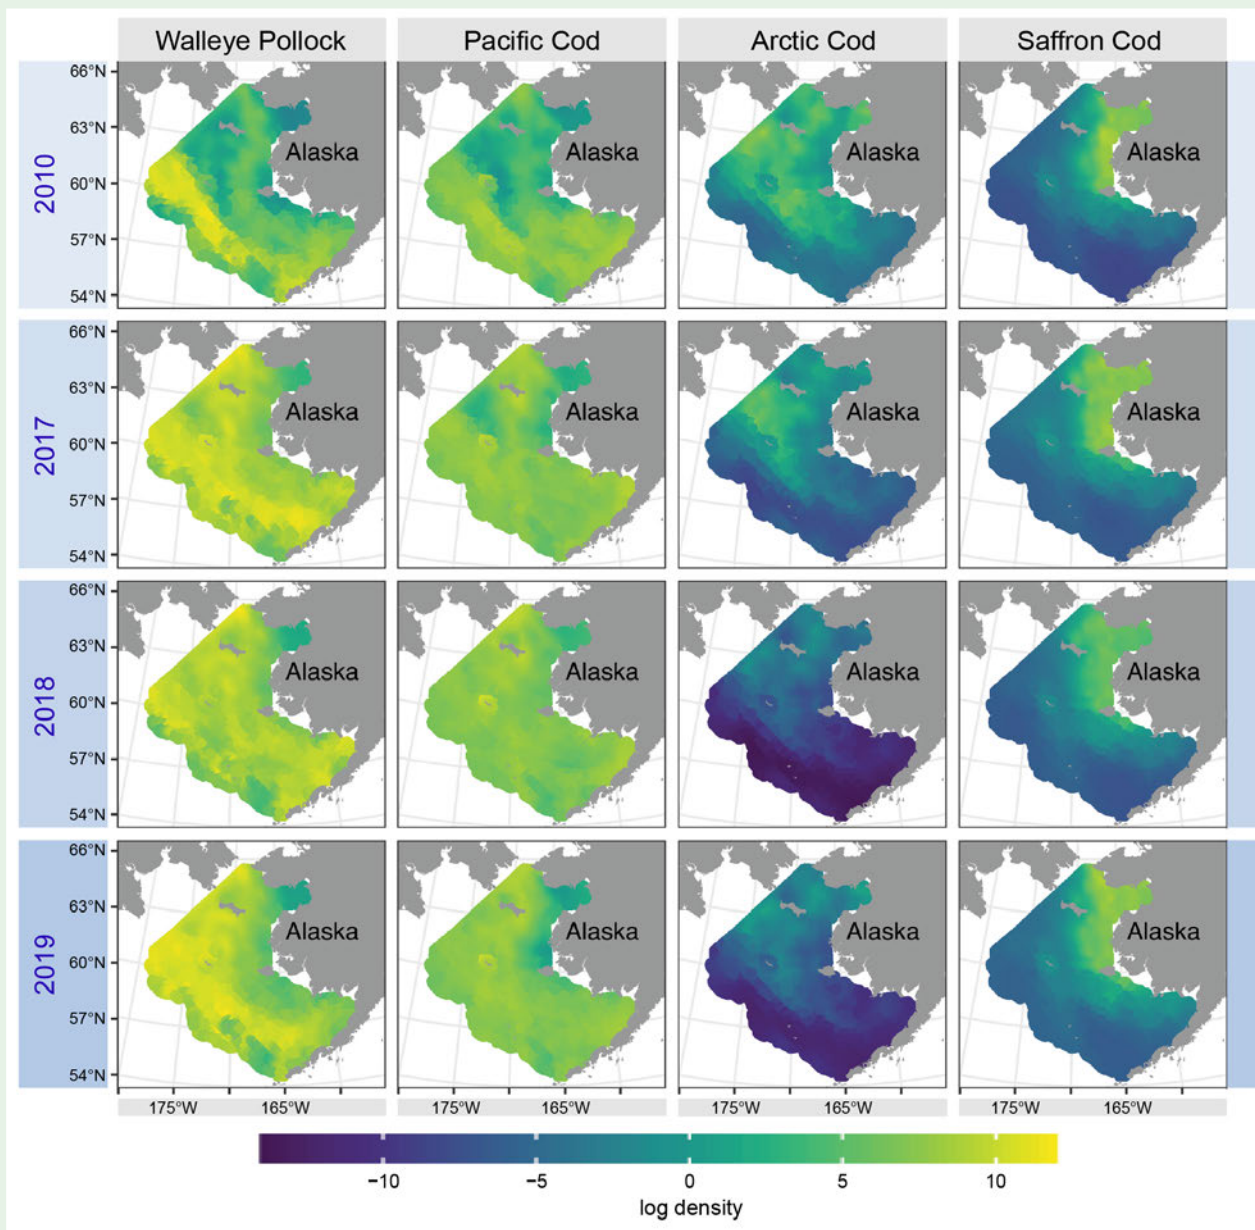 Walleye Pollock Pacific Cod Arctic Cod Saffron Cod
2010
66°N
63°N
60°N
57°N
54°N
Alaska Alaska Alaska Alaska
2017
66°N
63°N
60°N
57°N
54°N
Alaska Alaska Alaska Alaska
2018
66°N
63°N
60°N
57°N
54°N
Alaska Alaska Alaska Alaska
2019
66°N
63°N
60°N
57°N
54°N
Alaska Alaska Alaska Alaska
175°W 165°W 175°W 165°W 175°W 165°W 175°W 165°W
−10 −5 0 5 10
log density